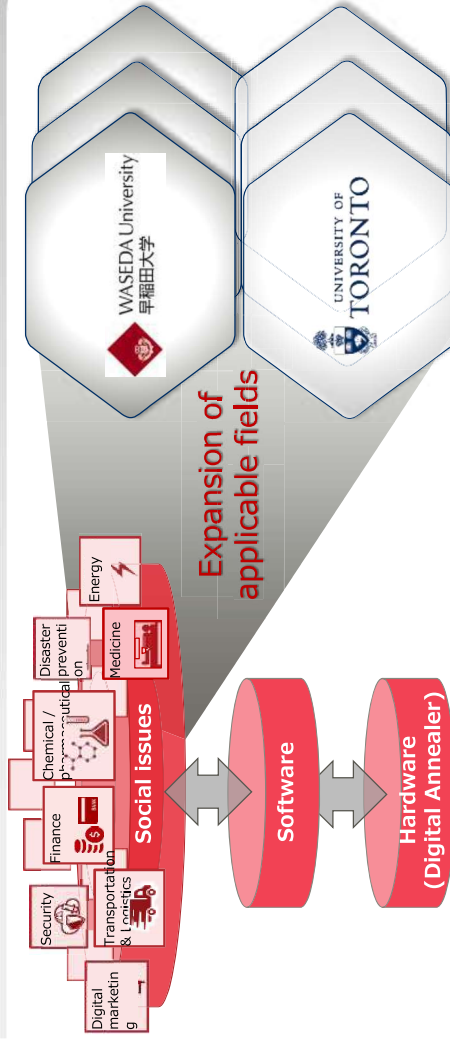 Digital
marketin
g
Security
Transportation
& Logistics
Finance
Chemical /
pharmaceutical
Disaster
preventi
on
Medicine
Energy
Social issues
Software
Hardware
(Digital Annealer)
Expansion of
applicable fields
WASEDA University
早稲田大学
UNIVERSITY OF
TORONTO